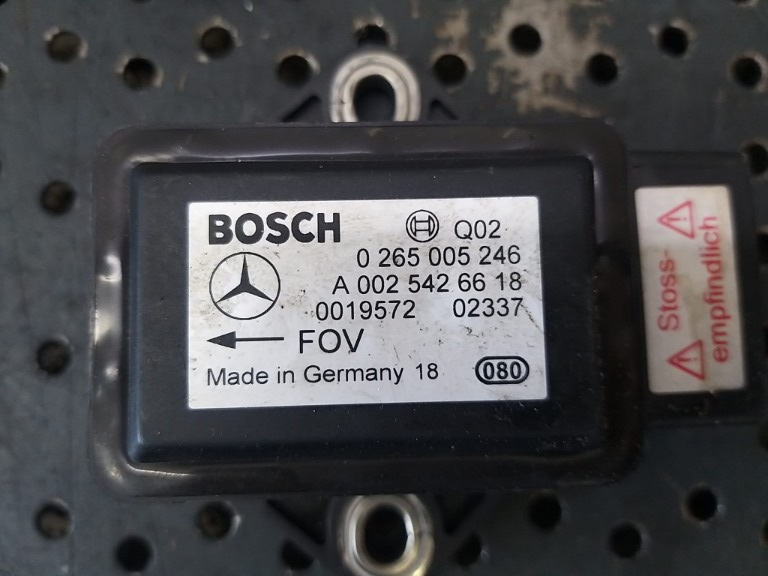 BOSCH Q02
0 265 005 246
A 002 542 66 18
0019572 02337
FOV
Made in Germany 18 080
Stoss-
empfindlich